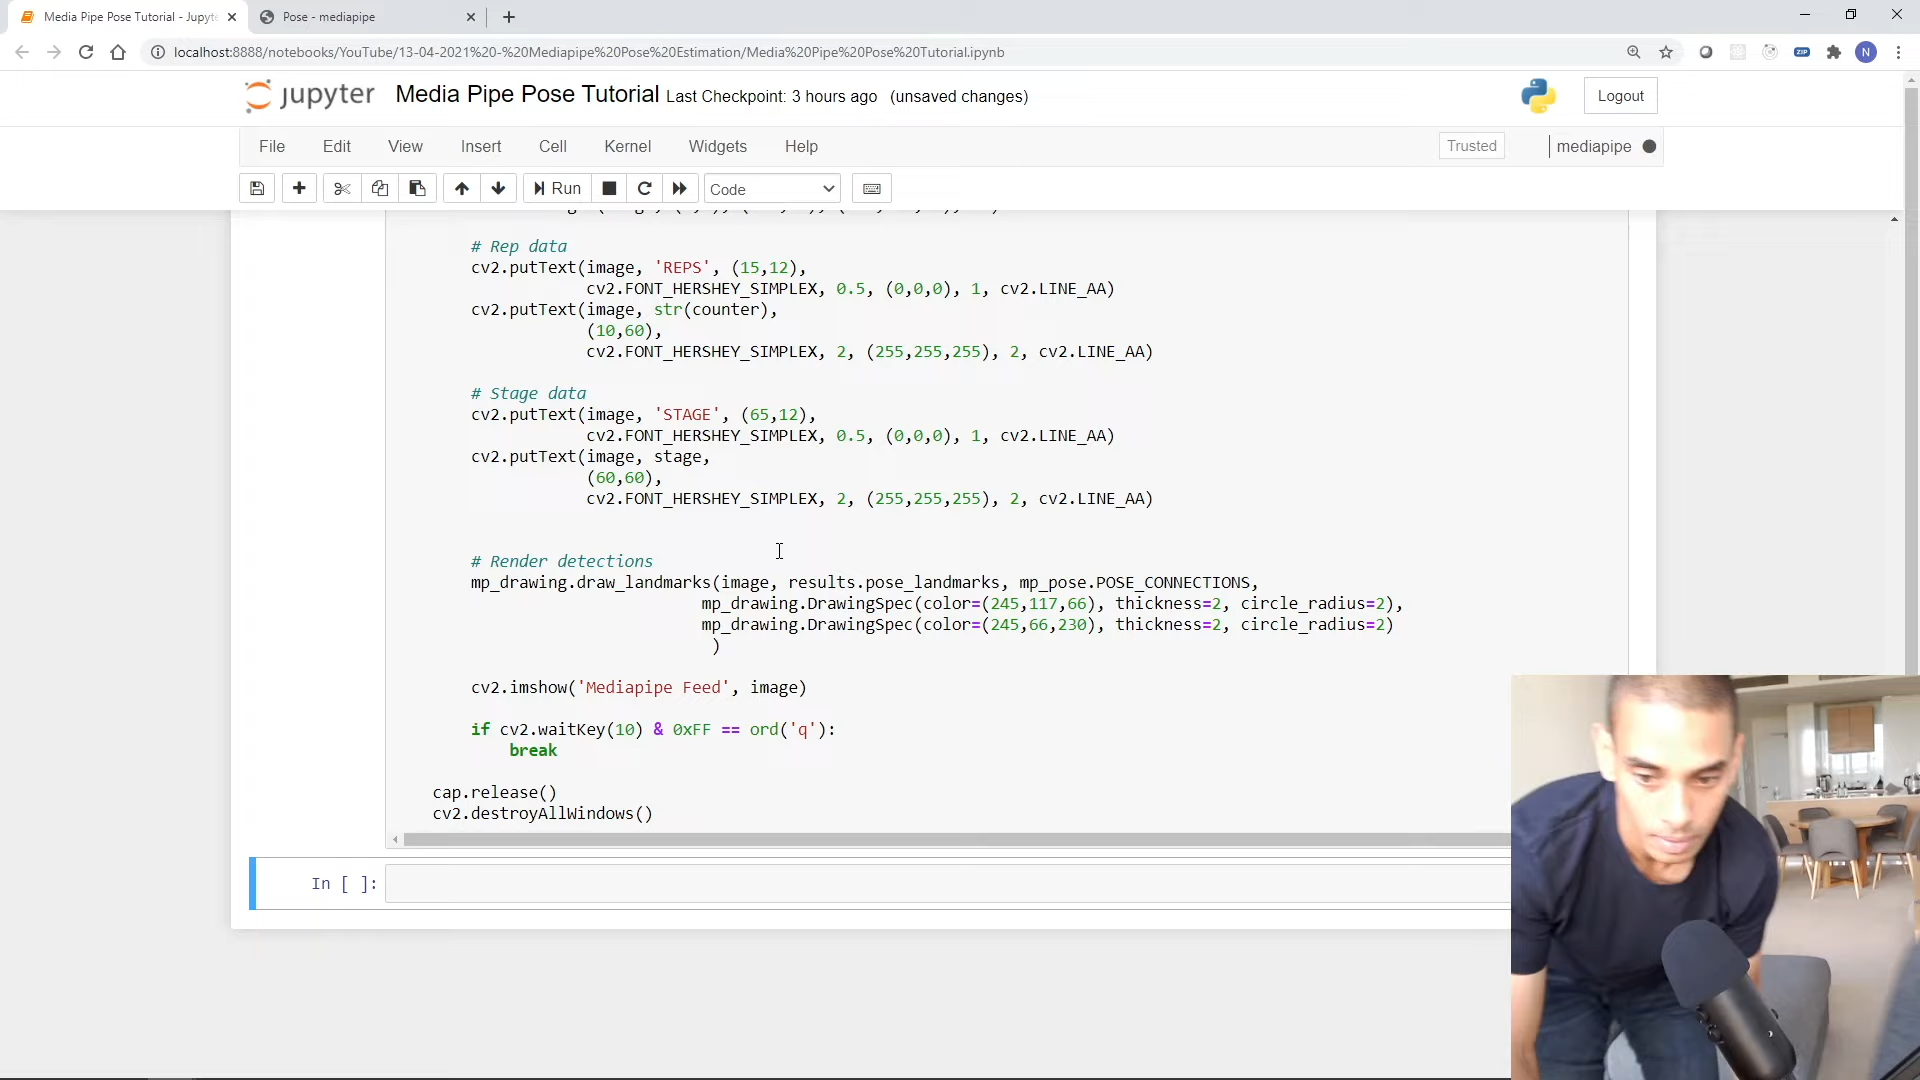 Media Pipe Pose Tutorial - Jupyte
Pose - mediapipe
localhost:8888/notebooks/YouTube/13-04-2021%20-%20Mediapipe%20Pose%20Estimation/Media%20Pipe%20Pose%20Tutorial.ipynb
ZIP
N
jupyter
Media Pipe Pose Tutorial Last Checkpoint: 3 hours ago (unsaved changes)
Logout
File Edit View Insert Cell Kernel Widgets Help
Trusted
mediapipe
Run
Code
# Rep data
cv2.putText(image, 'REPS', (15,12),
cv2.FONT_HERSHEY_SIMPLEX, 0.5, (0,0,0), 1, cv2.LINE_AA)
cv2.putText(image, str(counter),
(10,60),
cv2.FONT_HERSHEY_SIMPLEX, 2, (255,255,255), 2, cv2.LINE_AA)
# Stage data
cv2.putText(image, 'STAGE', (65,12),
cv2.FONT_HERSHEY_SIMPLEX, 0.5, (0,0,0), 1, cv2.LINE_AA)
cv2.putText(image, stage,
(60,60),
cv2.FONT_HERSHEY_SIMPLEX, 2, (255,255,255), 2, cv2.LINE_AA)
# Render detections
mp_drawing.draw_landmarks(image, results.pose_landmarks, mp_pose.POSE_CONNECTIONS,
mp_drawing.DrawingSpec(color=(245,117,66), thickness=2, circle_radius=2),
mp_drawing.DrawingSpec(color=(245,66,230), thickness=2, circle_radius=2)
)
cv2.imshow('Mediapipe Feed', image)
if cv2.waitKey(10) & 0xFF == ord('q'):
break
cap.release()
cv2.destroyAllWindows()
In [ ]: